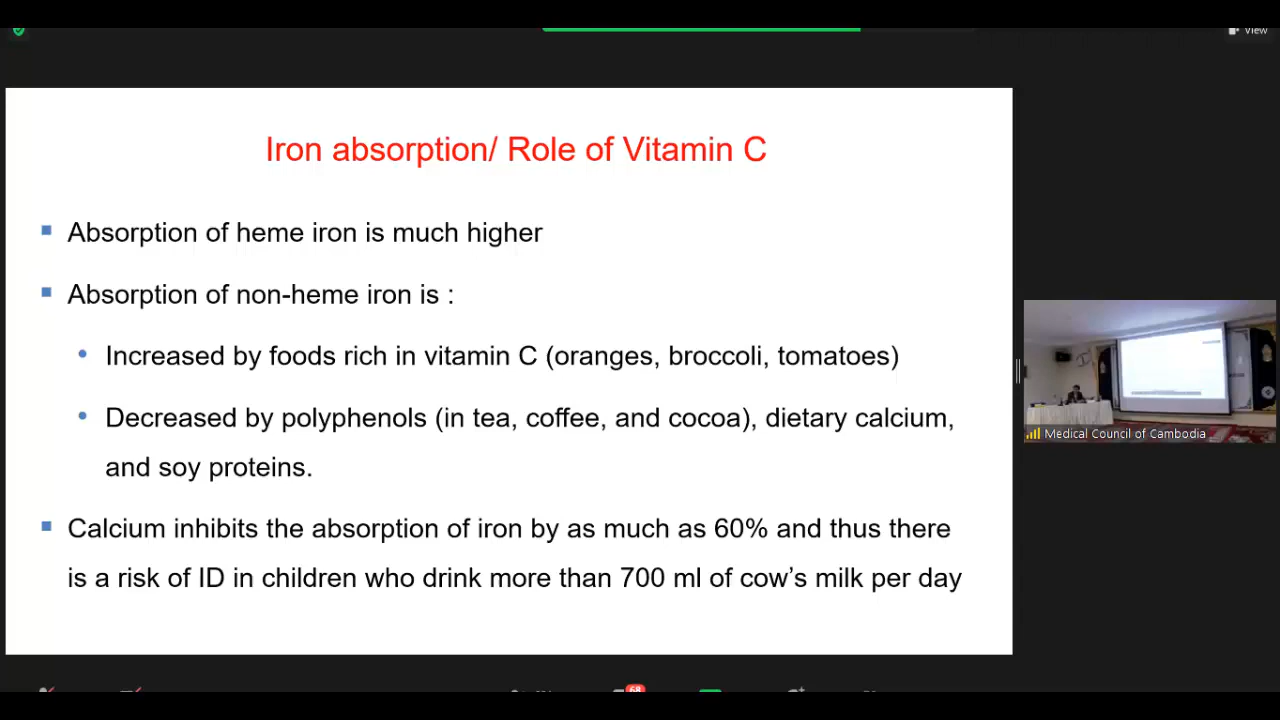 View
Iron absorption/ Role of Vitamin C
Absorption of heme iron is much higher
Absorption of non-heme iron is :
Increased by foods rich in vitamin C (oranges, broccoli, tomatoes)
Decreased by polyphenols (in tea, coffee, and cocoa), dietary calcium,
and soy proteins.
Calcium inhibits the absorption of iron by as much as 60% and thus there
is a risk of ID in children who drink more than 700 ml of cow's milk per day
Medical Council of Cambodia
68